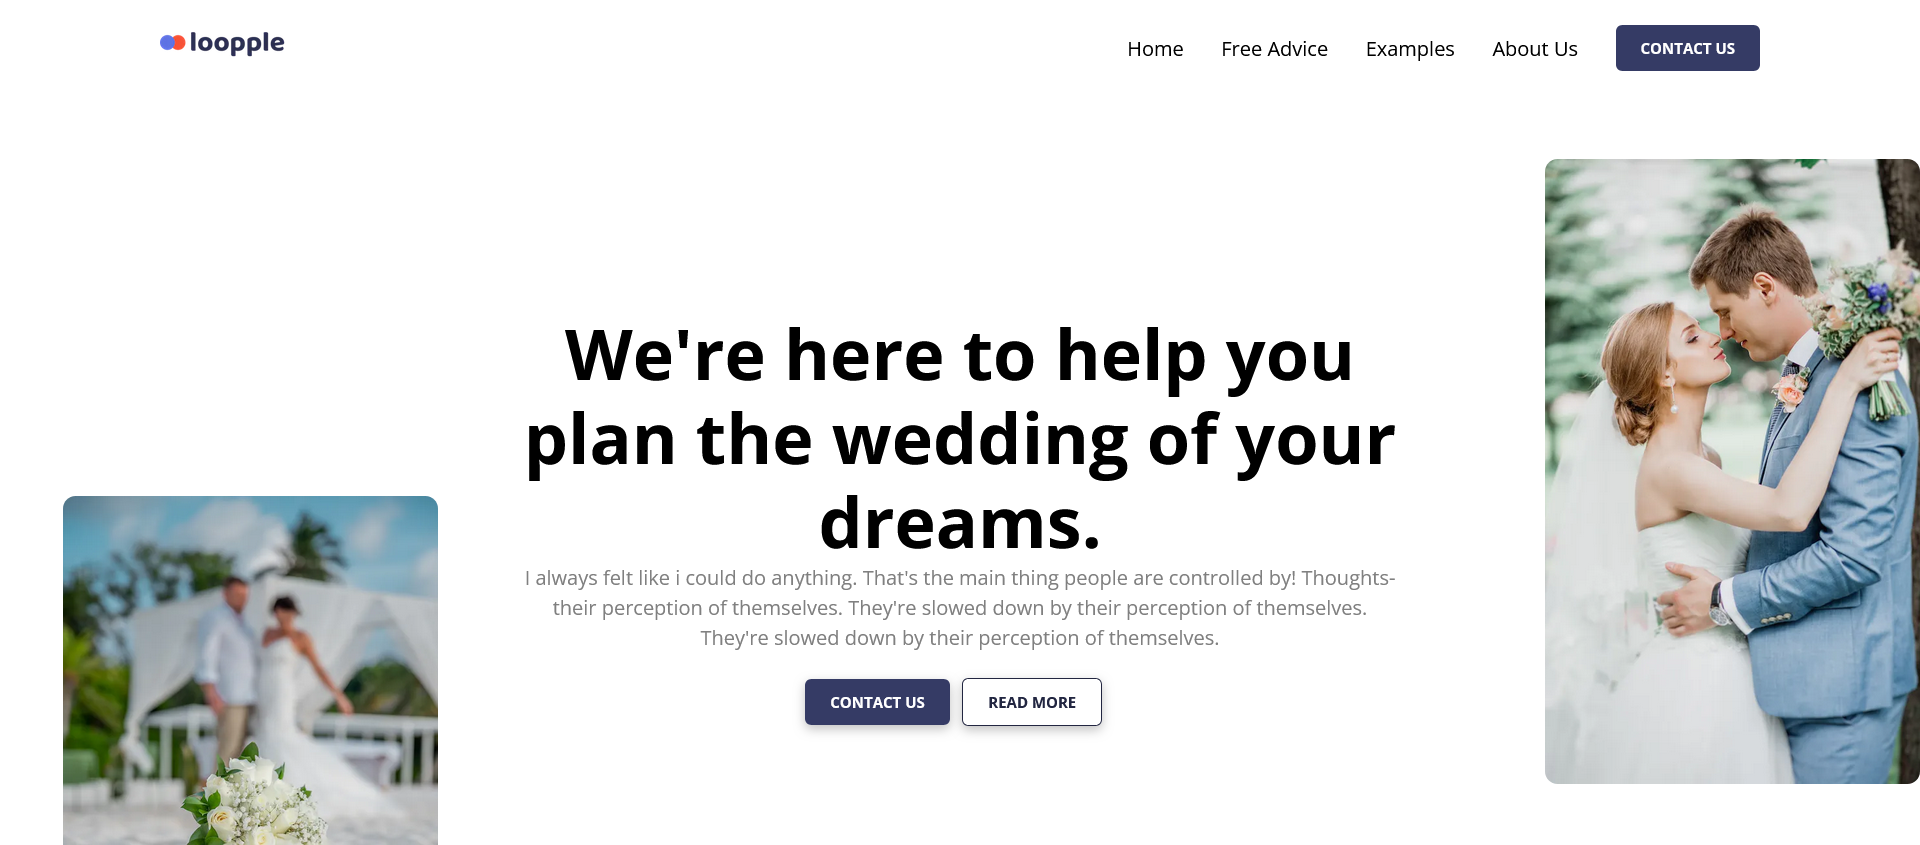 loopple
Home Free Advice Examples About Us CONTACT US
We're here to help you
plan the wedding of your
dreams.
I always felt like i could do anything. That's the main thing people are controlled by! Thoughts-
their perception of themselves. They're slowed down by their perception of themselves.
They're slowed down by their perception of themselves.
CONTACT US READ MORE